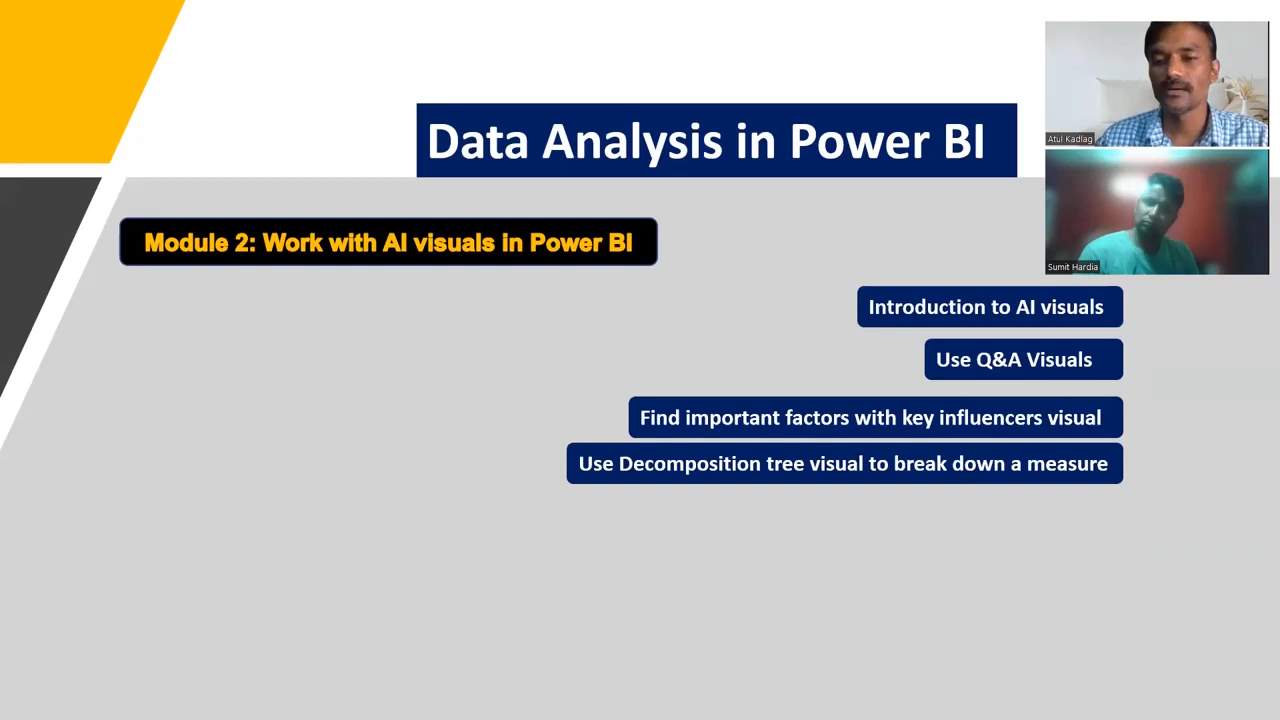 Data Analysis in Power BI
Atul Kadlag
Module 2: Work with AI visuals in Power BI
Sumit Hardia
Introduction to AI visuals
Use Q&A Visuals
Find important factors with key influencers visual
Use Decomposition tree visual to break down a measure